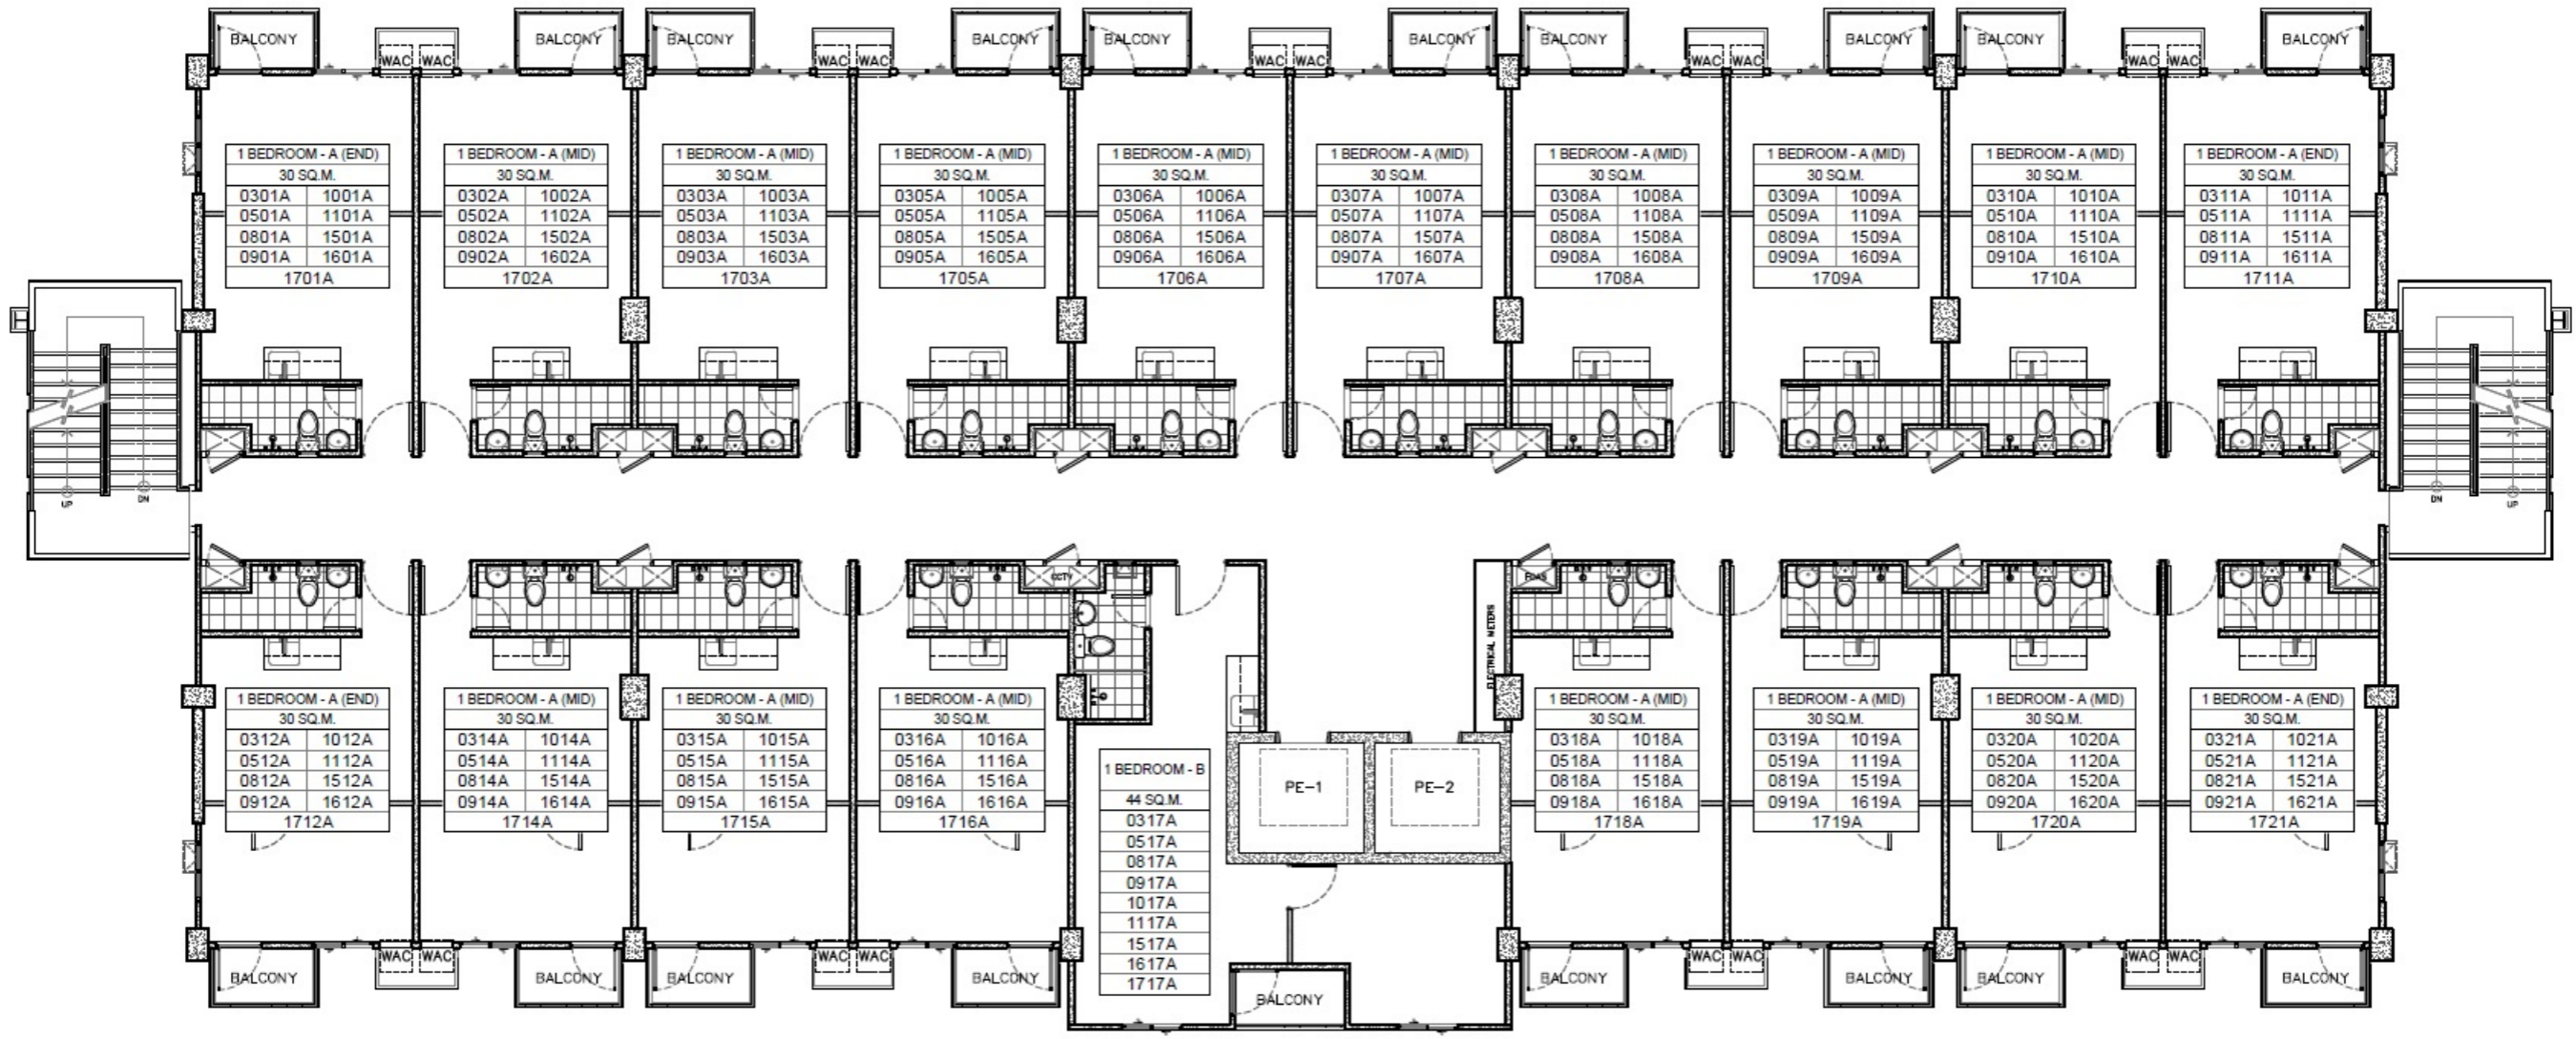 BALCONY BALCONY BALCONY BALCONY BALCONY BALCONY BALCONY BALCONY BALCONY BALCONY
WAC WAC WAC WAC WAC WAC WAC WAC WAC WAC
1 BEDROOM - A (END) 1 BEDROOM - A (MID) 1 BEDROOM - A (MID) 1 BEDROOM - A (MID) 1 BEDROOM - A (MID) 1 BEDROOM - A (MID) 1 BEDROOM - A (MID) 1 BEDROOM - A (MID) 1 BEDROOM - A (MID) 1 BEDROOM - A (END)
30 SQ.M. 30 SQ.M. 30 SQ.M. 30 SQ.M. 30 SQ.M. 30 SQ.M. 30 SQ.M. 30 SQ.M. 30 SQ.M. 30 SQ.M.
0301A 1001A 0302A 1002A 0303A 1003A 0305A 1005A 0306A 1006A 0307A 1007A 0308A 1008A 0309A 1009A 0310A 1010A 0311A 1011A
0501A 1101A 0502A 1102A 0503A 1103A 0505A 1105A 0506A 1106A 0507A 1107A 0508A 1108A 0509A 1109A 0510A 1110A 0511A 1111A
0801A 1501A 0802A 1502A 0803A 1503A 0805A 1505A 0806A 1506A 0807A 1507A 0808A 1508A 0809A 1509A 0810A 1510A 0811A 1511A
0901A 1601A 0902A 1602A 0903A 1603A 0905A 1605A 0906A 1606A 0907A 1607A 0908A 1608A 0909A 1609A 0910A 1610A 0911A 1611A
1701A 1702A 1703A 1705A 1706A 1707A 1708A 1709A 1710A 1711A
UP DN DN UP
CCTV FDAS
ELECTRICAL METERS
1 BEDROOM - A (END) 1 BEDROOM - A (MID) 1 BEDROOM - A (MID) 1 BEDROOM - A (MID) 1 BEDROOM - A (MID) 1 BEDROOM - A (MID) 1 BEDROOM - A (MID) 1 BEDROOM - A (END)
30 SQ.M. 30 SQ.M. 30 SQ.M. 30 SQ.M. 30 SQ.M. 30 SQ.M. 30 SQ.M. 30 SQ.M.
0312A 1012A 0314A 1014A 0315A 1015A 0316A 1016A 0318A 1018A 0319A 1019A 0320A 1020A 0321A 1021A
0512A 1112A 0514A 1114A 0515A 1115A 0516A 1116A 0518A 1118A 0519A 1119A 0520A 1120A 0521A 1121A
0812A 1512A 0814A 1514A 0815A 1515A 0816A 1516A 0818A 1518A 0819A 1519A 0820A 1520A 0821A 1521A
0912A 1612A 0914A 1614A 0915A 1615A 0916A 1616A 0918A 1618A 0919A 1619A 0920A 1620A 0921A 1621A
1712A 1714A 1715A 1716A 1718A 1719A 1720A 1721A
1 BEDROOM - B
44 SQ.M.
0317A
0517A
0817A
0917A
1017A
1117A
1517A
1617A
1717A
PE-1 PE-2
WAC WAC WAC WAC WAC WAC WAC WAC
BALCONY BALCONY BALCONY BALCONY BALCONY BALCONY BALCONY BALCONY BALCONY